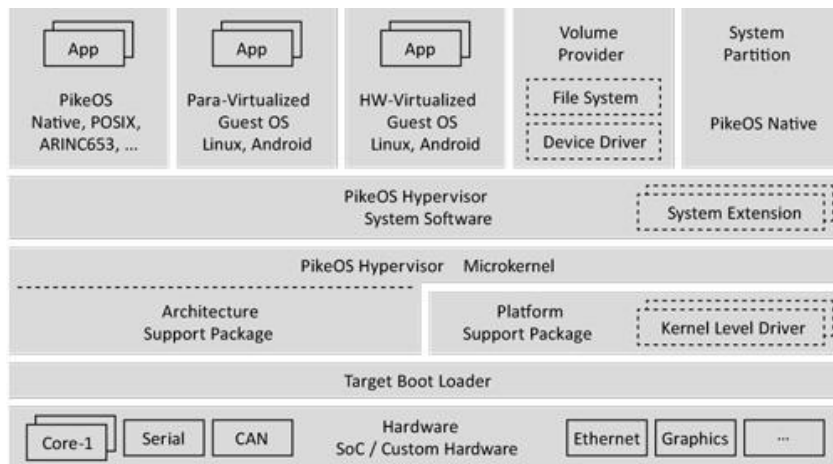 App
PikeOS
Native, POSIX,
ARINC653, ...
App
Para-Virtualized
Guest OS
Linux, Android
App
HW-Virtualized
Guest OS
Linux, Android
Volume
Provider
File System
Device Driver
System
Partition
PikeOS Native
PikeOS Hypervisor
System Software
System Extension
PikeOS Hypervisor Microkernel
Architecture
Support Package
Platform
Support Package
Kernel Level Driver
Target Boot Loader
Core-1
Serial
CAN
Hardware
SoC / Custom Hardware
Ethernet
Graphics
...